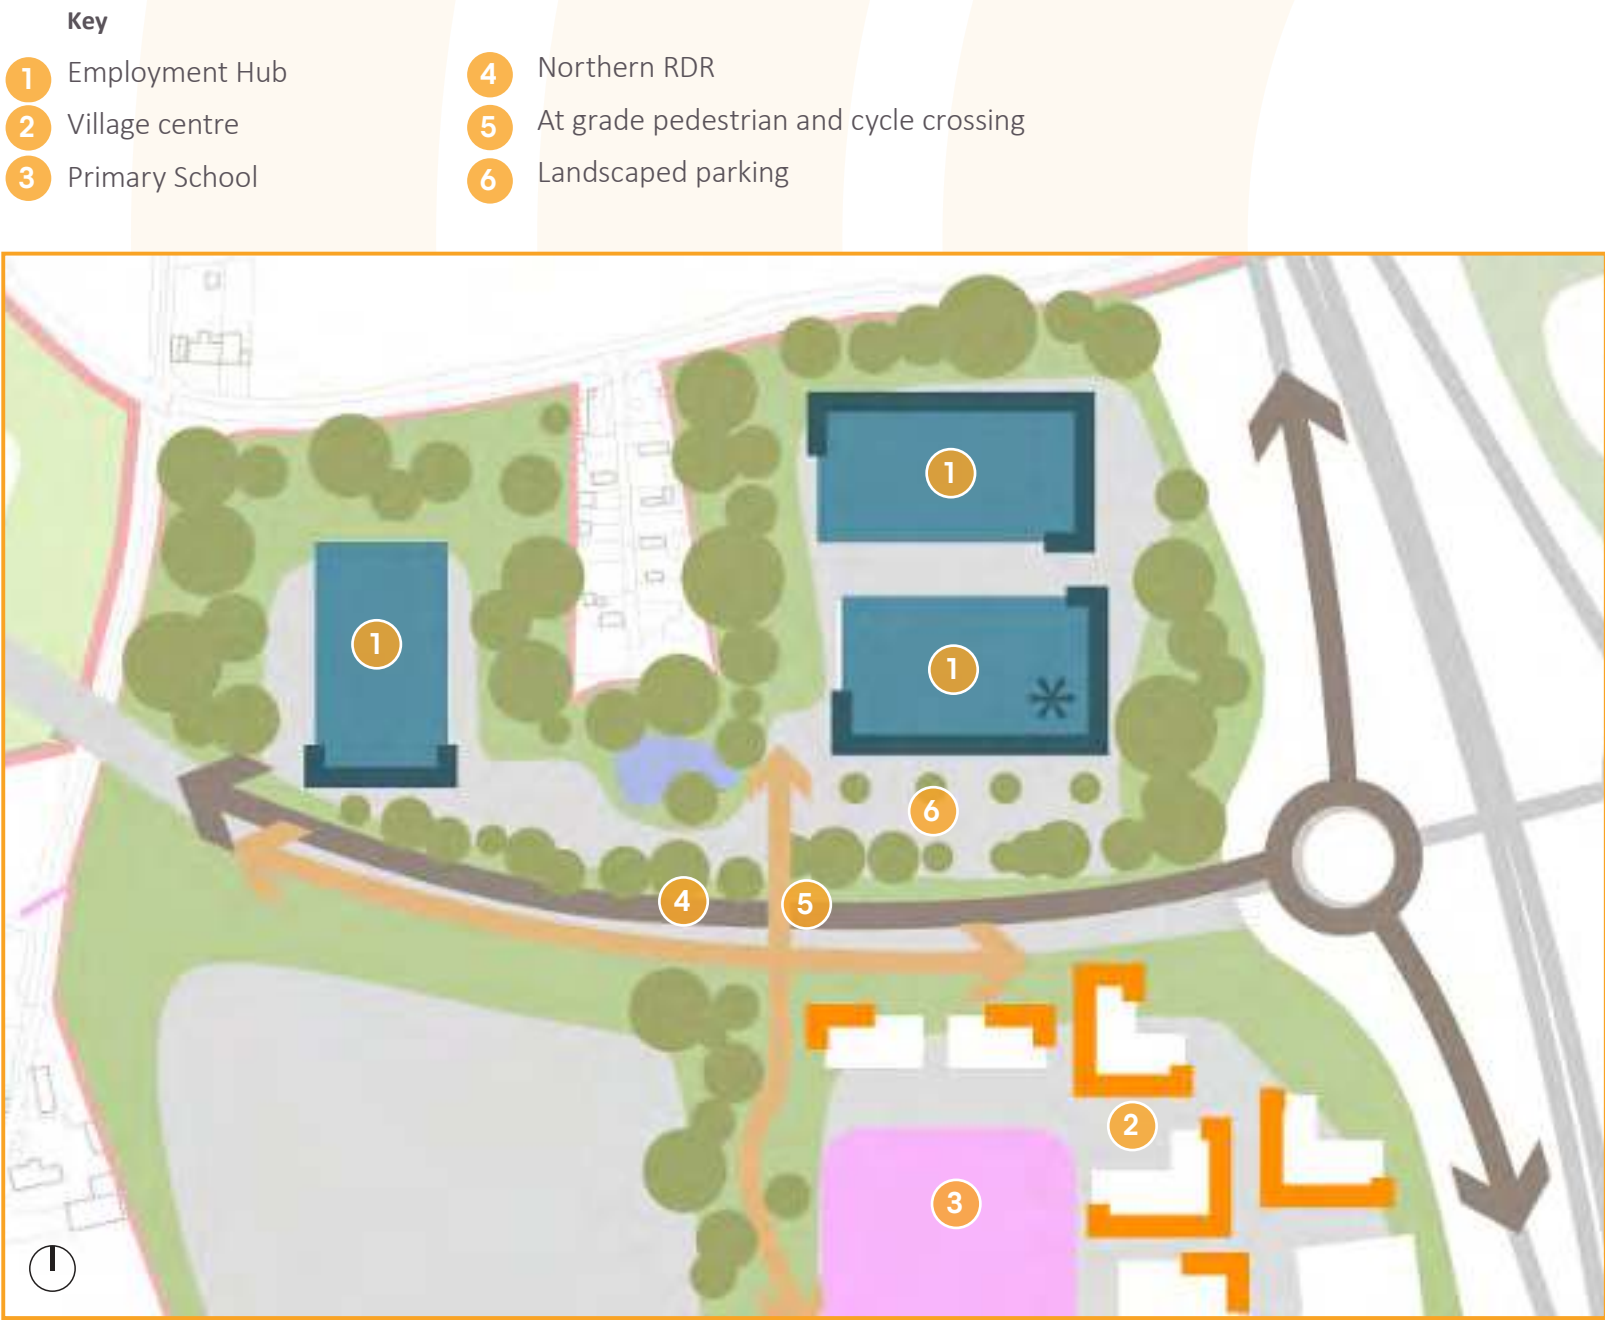 Key
1 Employment Hub
2 Village centre
3 Primary School
4 Northern RDR
5 At grade pedestrian and cycle crossing
6 Landscaped parking
1
1
1
6
4
5
2
3